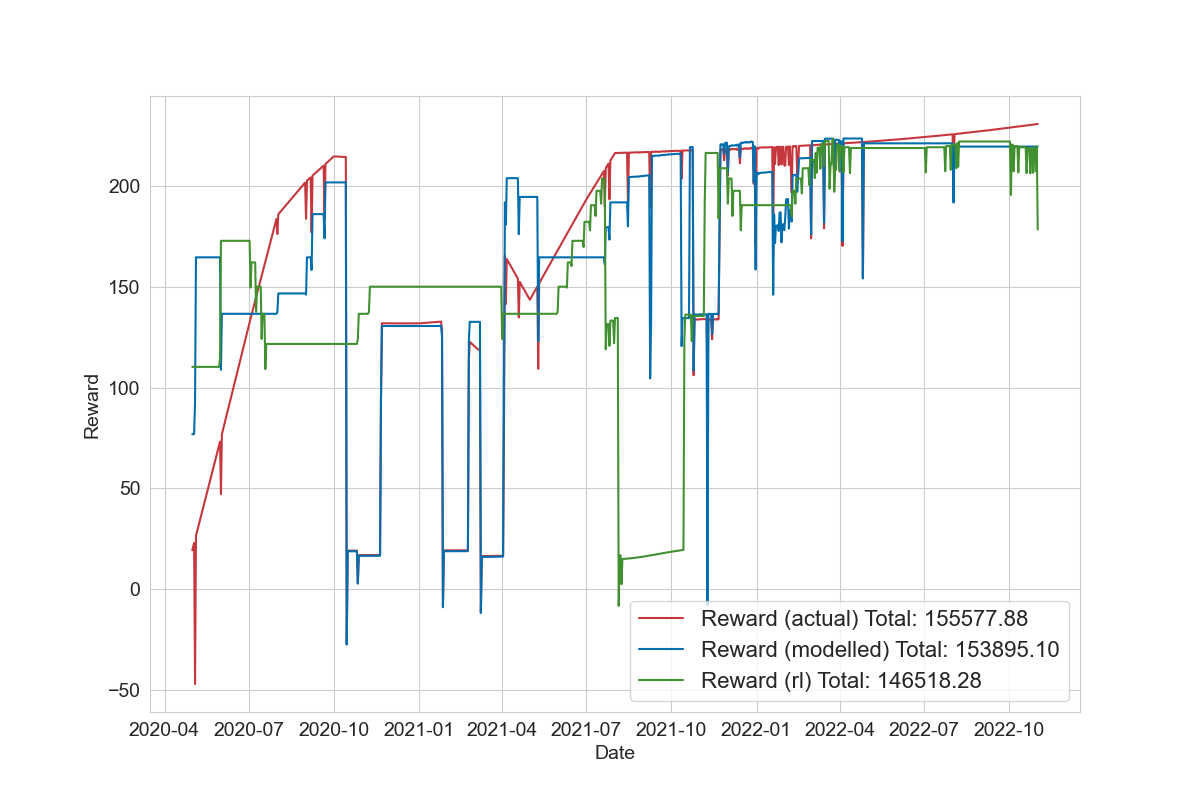 200
150
100
50
0
−50
Reward
2020-04 2020-07 2020-10 2021-01 2021-04 2021-07 2021-10 2022-01 2022-04 2022-07 2022-10
Date
Reward (actual) Total: 155577.88
Reward (modelled) Total: 153895.10
Reward (rl) Total: 146518.28